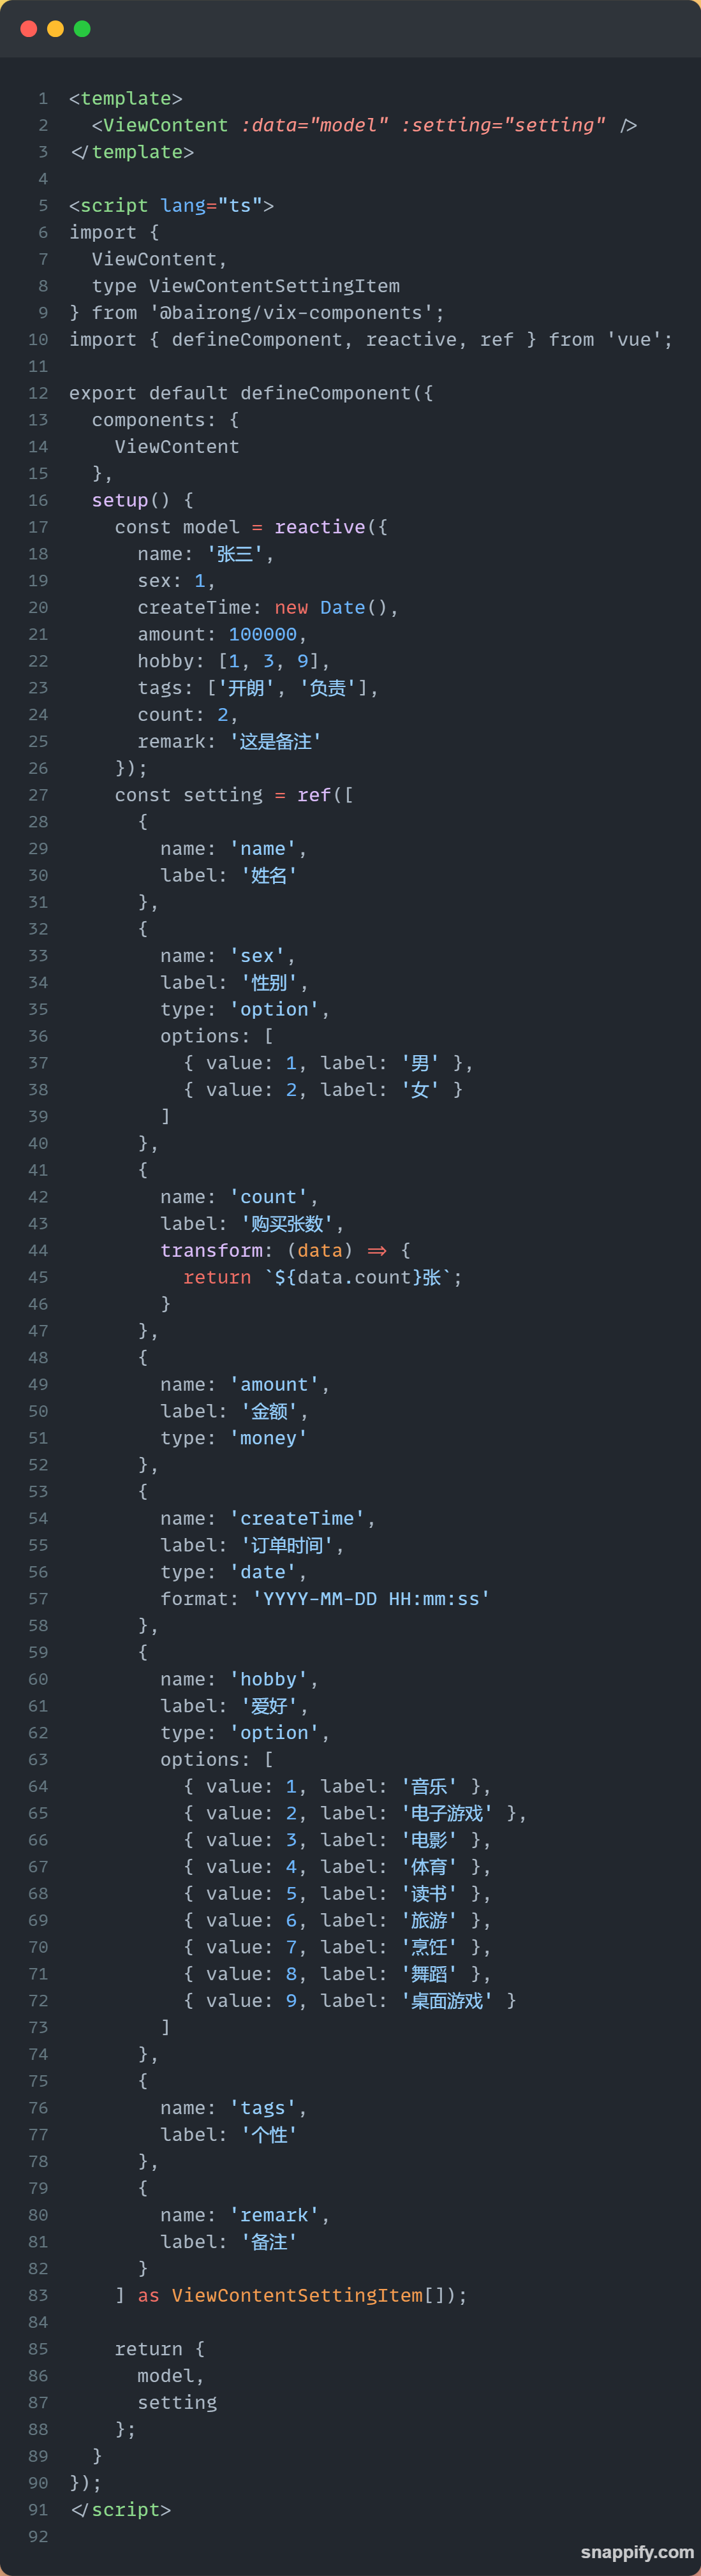 1 <template>
2   <ViewContent :data="model" :setting="setting" />
3 </template>
4
5 <script lang="ts">
6 import {
7   ViewContent,
8   type ViewContentSettingItem
9 } from '@bairong/vix-components';
10 import { defineComponent, reactive, ref } from 'vue';
11
12 export default defineComponent({
13   components: {
14     ViewContent
15   },
16   setup() {
17     const model = reactive({
18       name: '张三',
19       sex: 1,
20       createTime: new Date(),
21       amount: 100000,
22       hobby: [1, 3, 9],
23       tags: ['开朗', '负责'],
24       count: 2,
25       remark: '这是备注'
26     });
27     const setting = ref([
28       {
29         name: 'name',
30         label: '姓名'
31       },
32       {
33         name: 'sex',
34         label: '性别',
35         type: 'option',
36         options: [
37           { value: 1, label: '男' },
38           { value: 2, label: '女' }
39         ]
40       },
41       {
42         name: 'count',
43         label: '购买张数',
44         transform: (data) => {
45           return `${data.count}张`;
46         }
47       },
48       {
49         name: 'amount',
50         label: '金额',
51         type: 'money'
52       },
53       {
54         name: 'createTime',
55         label: '订单时间',
56         type: 'date',
57         format: 'YYYY-MM-DD HH:mm:ss'
58       },
59       {
60         name: 'hobby',
61         label: '爱好',
62         type: 'option',
63         options: [
64           { value: 1, label: '音乐' },
65           { value: 2, label: '电子游戏' },
66           { value: 3, label: '电影' },
67           { value: 4, label: '体育' },
68           { value: 5, label: '读书' },
69           { value: 6, label: '旅游' },
70           { value: 7, label: '烹饪' },
71           { value: 8, label: '舞蹈' },
72           { value: 9, label: '桌面游戏' }
73         ]
74       },
75       {
76         name: 'tags',
77         label: '个性'
78       },
79       {
80         name: 'remark',
81         label: '备注'
82       }
83     ] as ViewContentSettingItem[]);
84
85     return {
86       model,
87       setting
88     };
89   }
90 });
91 </script>
92
snappify.com